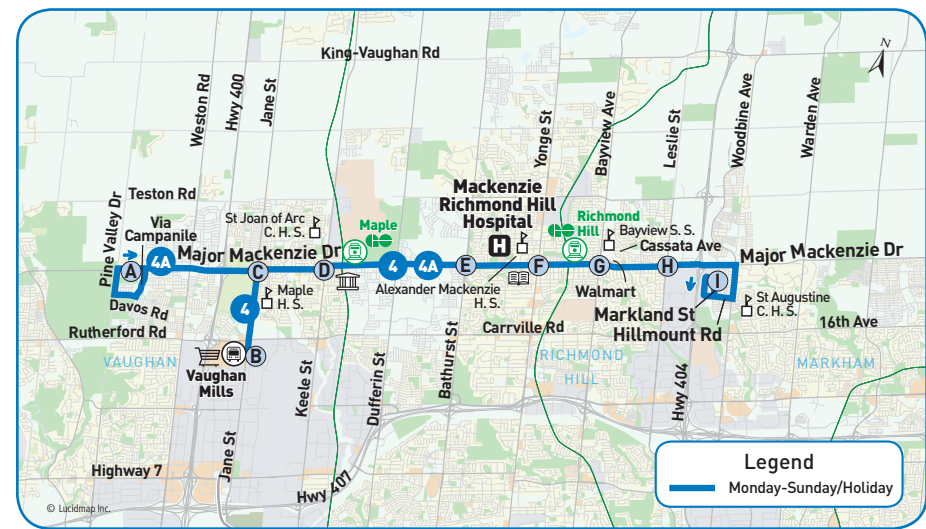 King-Vaughan Rd
N
Weston Rd
Hwy 400
Jane St
Yonge St
Bayview Ave
Leslie St
Woodbine Ave
Warden Ave
Teston Rd
Pine Valley Dr
Via
Campanile
St Joan of Arc
C. H. S.
Maple
Mackenzie
Richmond Hill
Hospital
H
Richmond
Hill
Bayview S. S.
Cassata Ave
4A
Major Mackenzie Dr
Major Mackenzie Dr
A
C
D
4
4A
E
F
G
H
I
Davos Rd
Maple
H. S.
4
Alexander Mackenzie
H. S.
Walmart
Markland St
Hillmount Rd
St Augustine
C. H. S.
Rutherford Rd
Carrville Rd
16th Ave
VAUGHAN
B
Vaughan
Mills
RICHMOND
HILL
MARKHAM
Keele St
Dufferin St
Bathurst St
Hwy 404
Highway 7
Jane St
Hwy 407
Legend
Monday-Sunday/Holiday
© Lucidmap Inc.